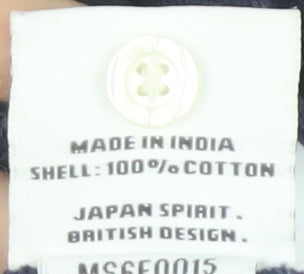 MADE IN INDIA
SHELL: 100% COTTON
JAPAN SPIRIT.
BRITISH DESIGN.